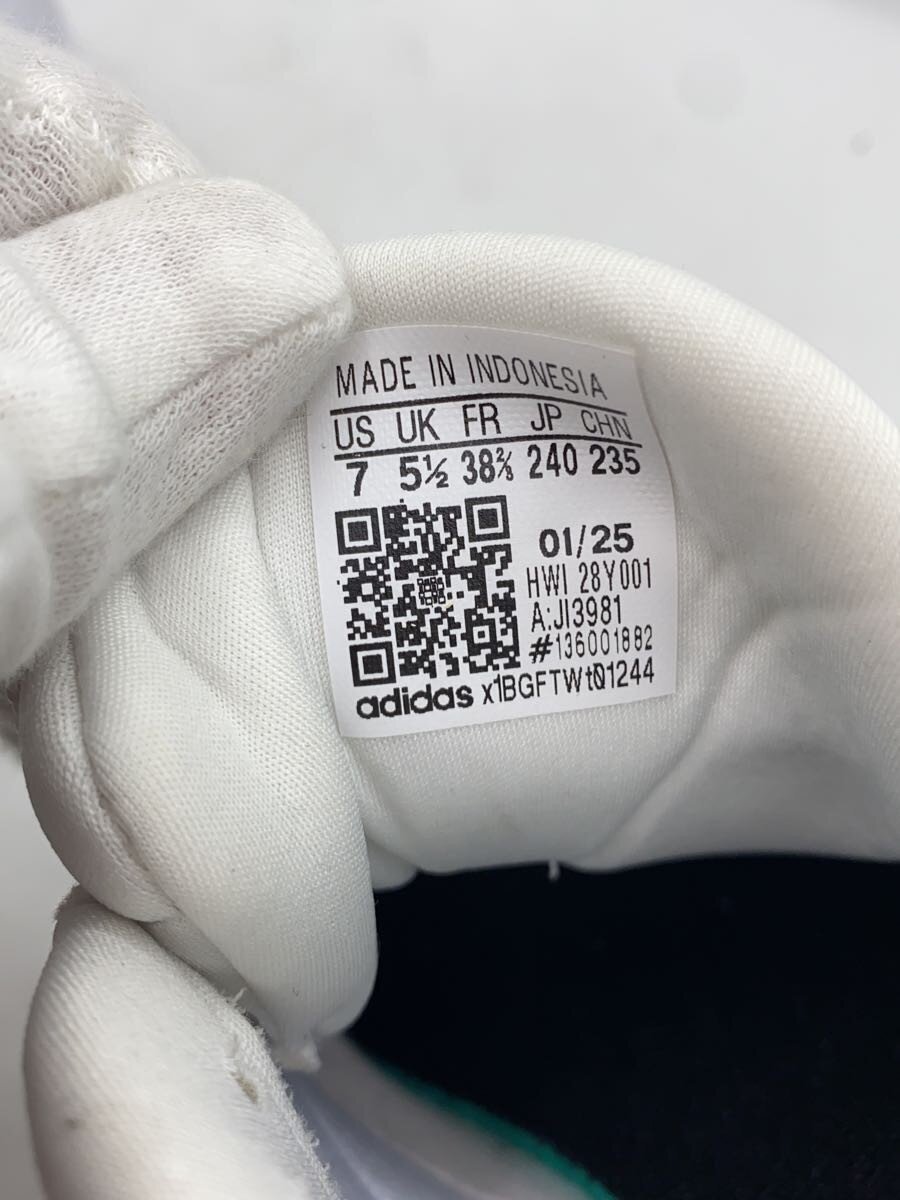 MADE IN INDONESIA
US UK FR JP CHN
7 5½ 38⅔ 240 235
01/25
HWI 28Y001
A:JI3981
#136001882
adidas x1BGFTWt01244